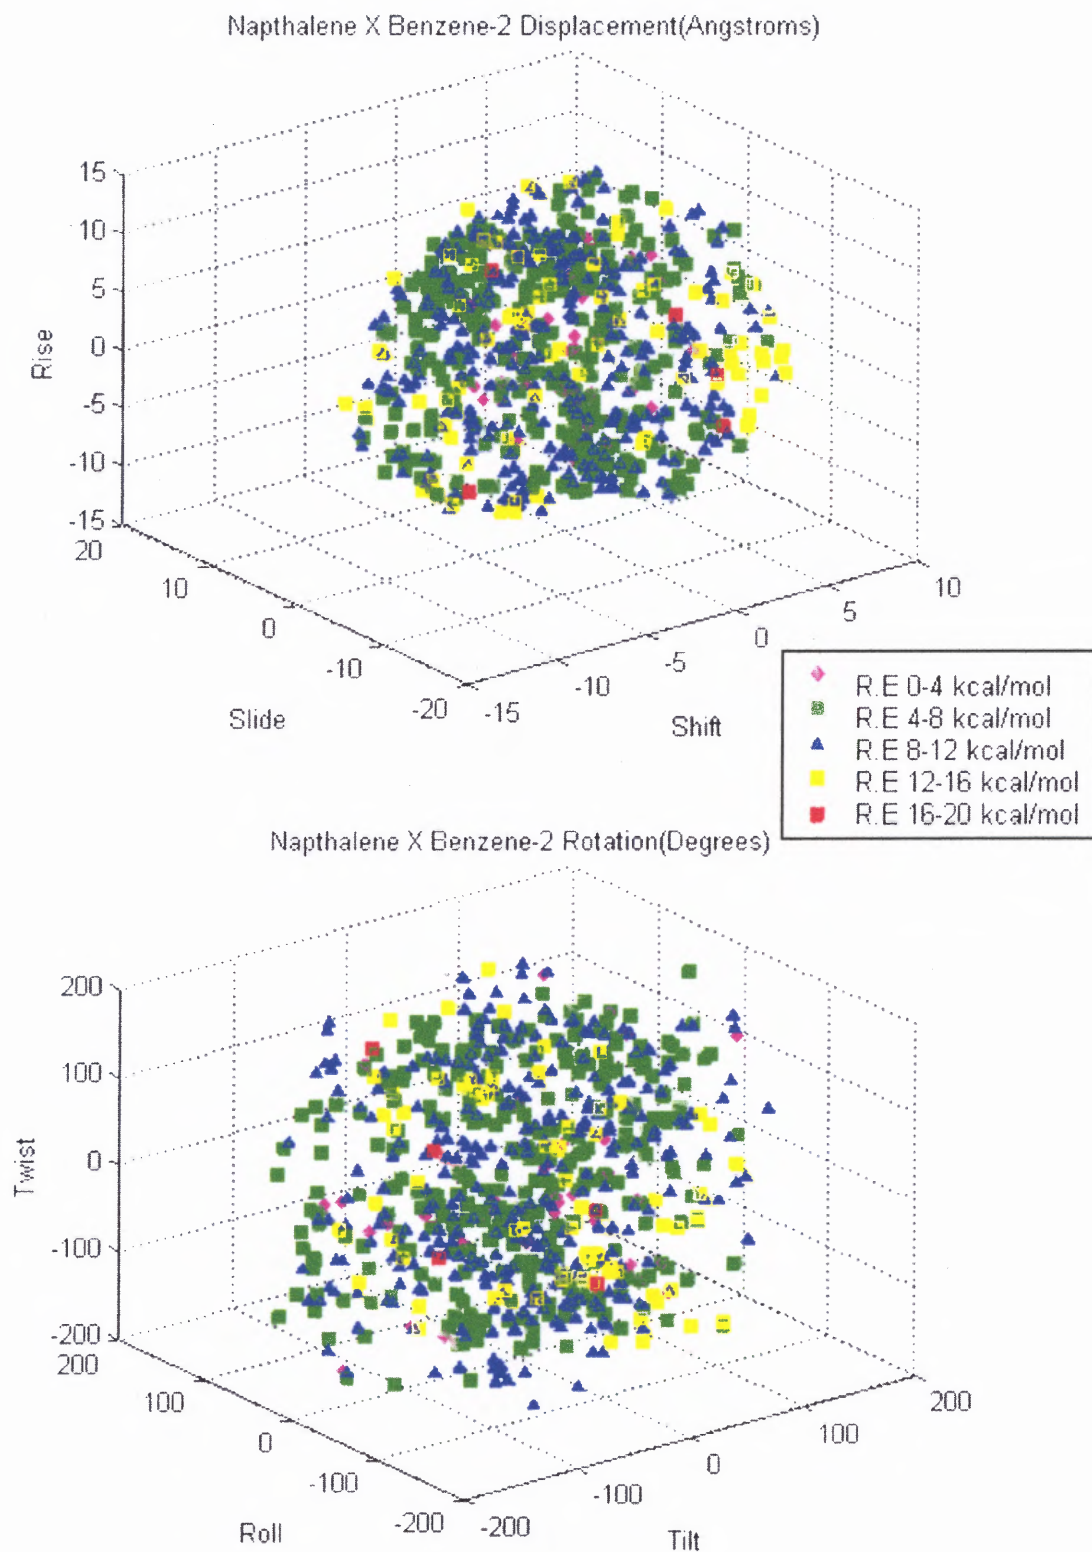 Napthalene X Benzene-2 Displacement(Angstroms)
15
10
5
0
-5
-10
-15
Rise
20
10
0
-10
-20
Slide
-15
-10
-5
0
5
10
Shift
R.E 0-4 kcal/mol
R.E 4-8 kcal/mol
R.E 8-12 kcal/mol
R.E 12-16 kcal/mol
R.E 16-20 kcal/mol
Napthalene X Benzene-2 Rotation(Degrees)
200
100
0
-100
-200
Twist
200
100
0
-100
-200
Roll
-200
-100
0
100
200
Tilt